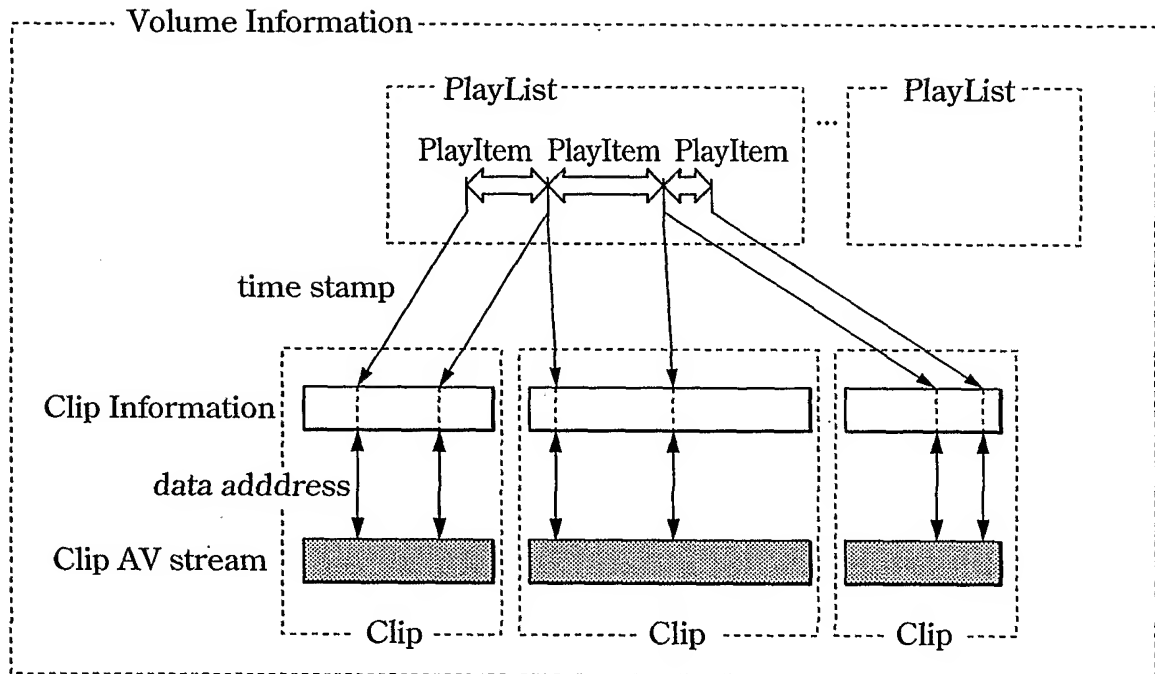 Volume Information
PlayList
...
PlayList
PlayItem PlayItem PlayItem
time stamp
Clip Information
data adddress
Clip AV stream
Clip
Clip
Clip